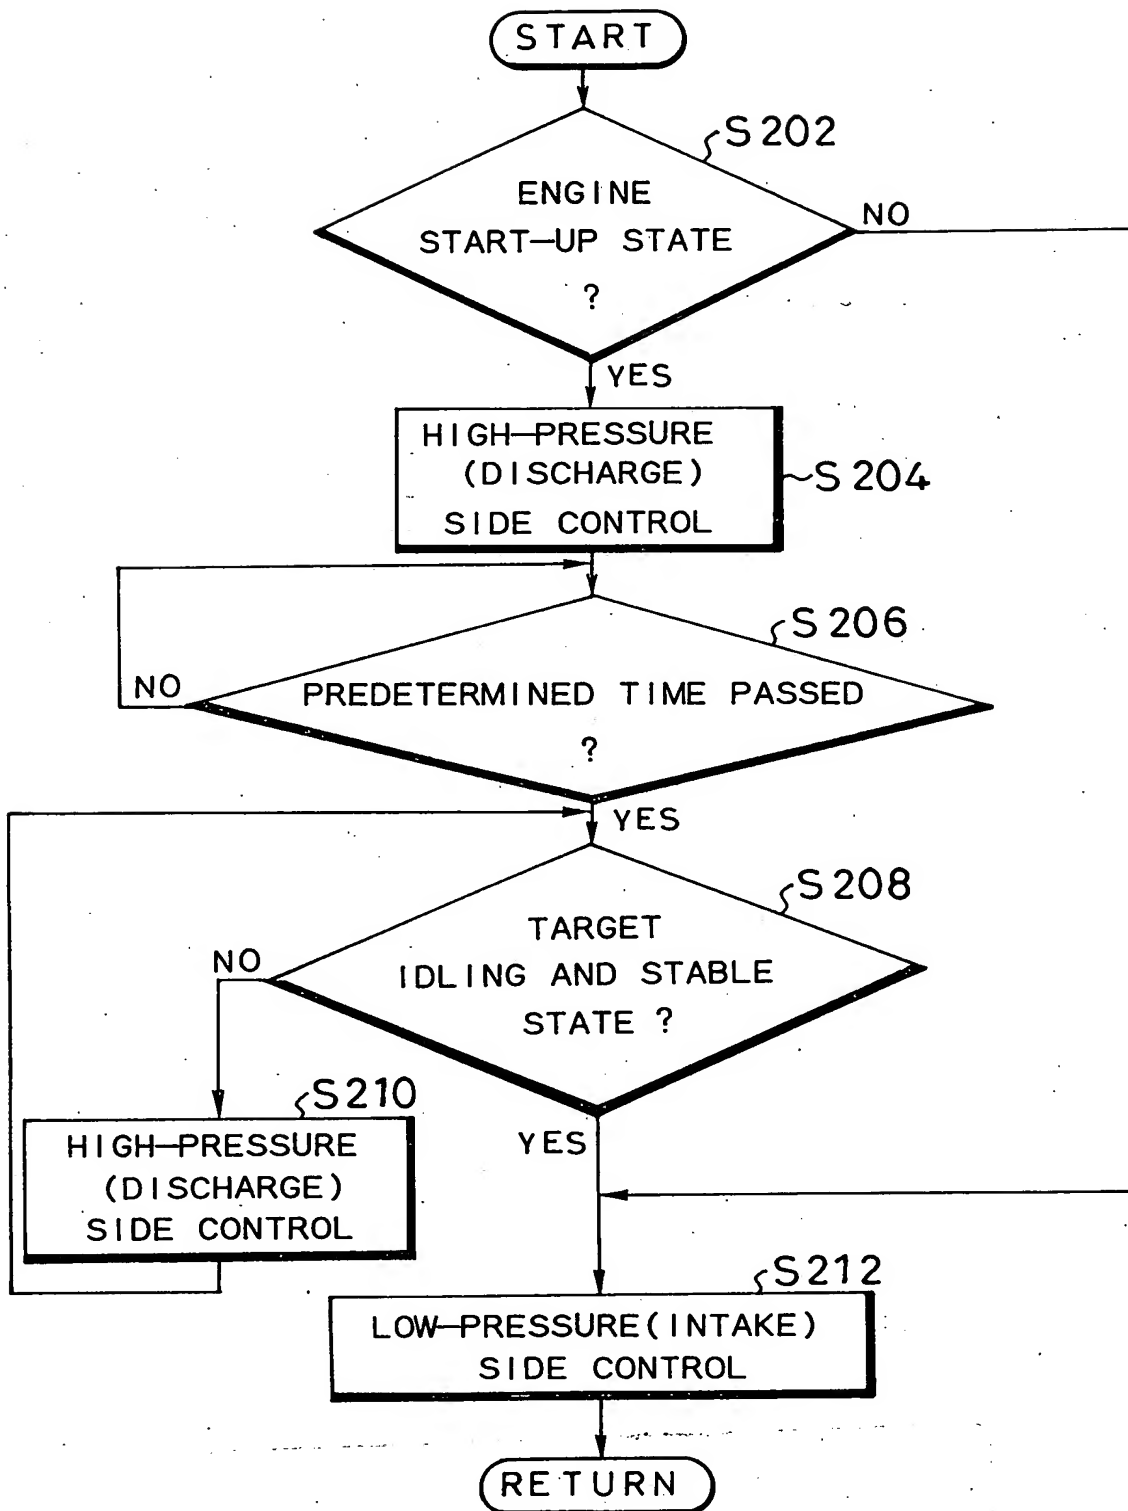 START
S202
ENGINE
START-UP STATE
?
NO
YES
HIGH-PRESSURE
(DISCHARGE)
SIDE CONTROL
S204
S206
NO
PREDETERMINED TIME PASSED
?
YES
S208
TARGET
IDLING AND STABLE
STATE ?
NO
S210
HIGH-PRESSURE
(DISCHARGE)
SIDE CONTROL
YES
S212
LOW-PRESSURE(INTAKE)
SIDE CONTROL
RETURN